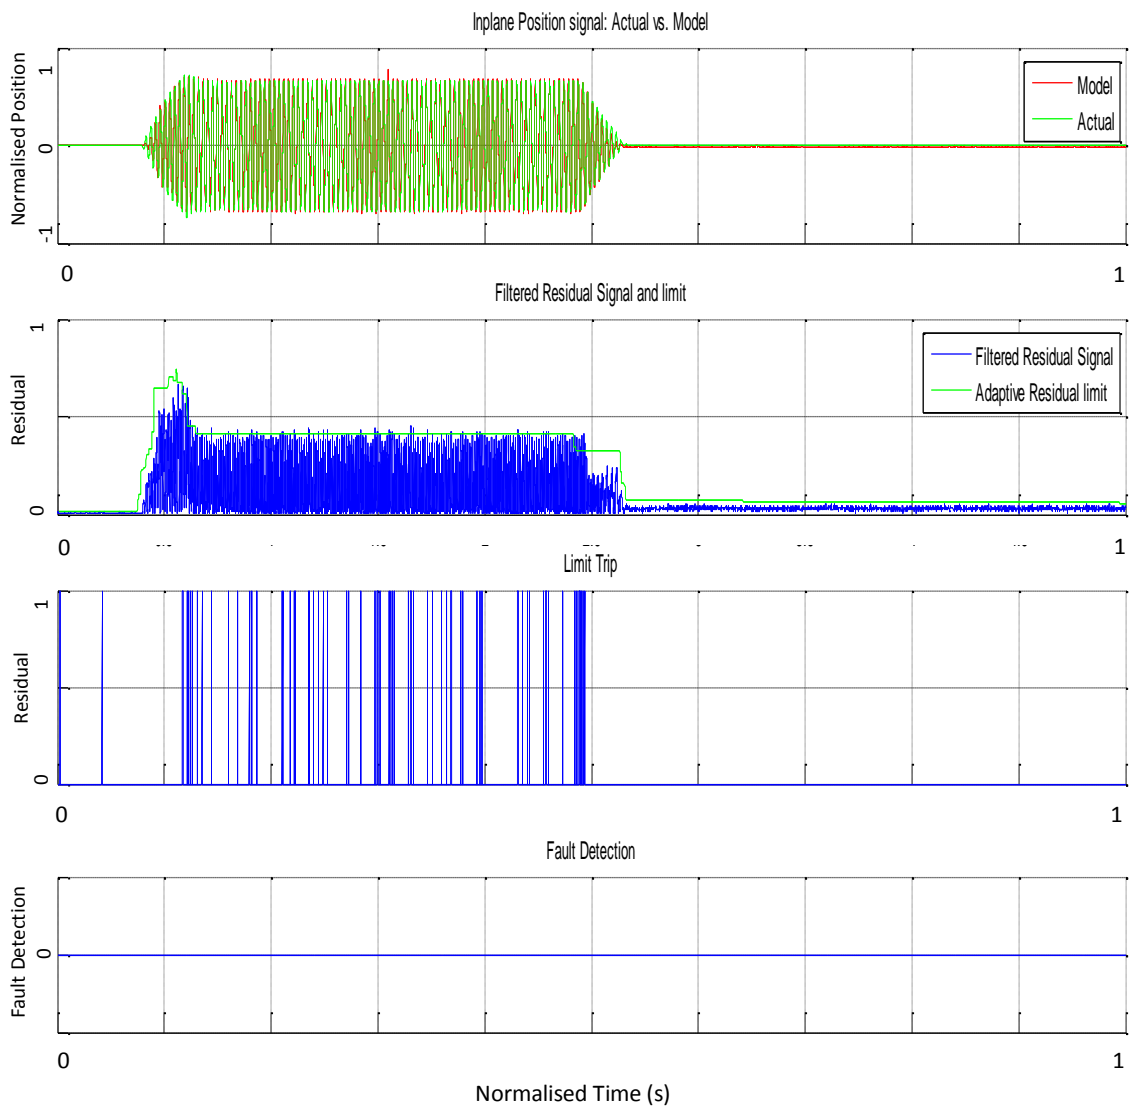 Inplane Position signal: Actual vs. Model
Normalised Position
1
0
-1
Model
Actual
0
1
Filtered Residual Signal and limit
Residual
1
0
Filtered Residual Signal
Adaptive Residual limit
0
1
Limit Trip
Residual
1
0
0
1
Fault Detection
Fault Detection
0
0
1
Normalised Time (s)